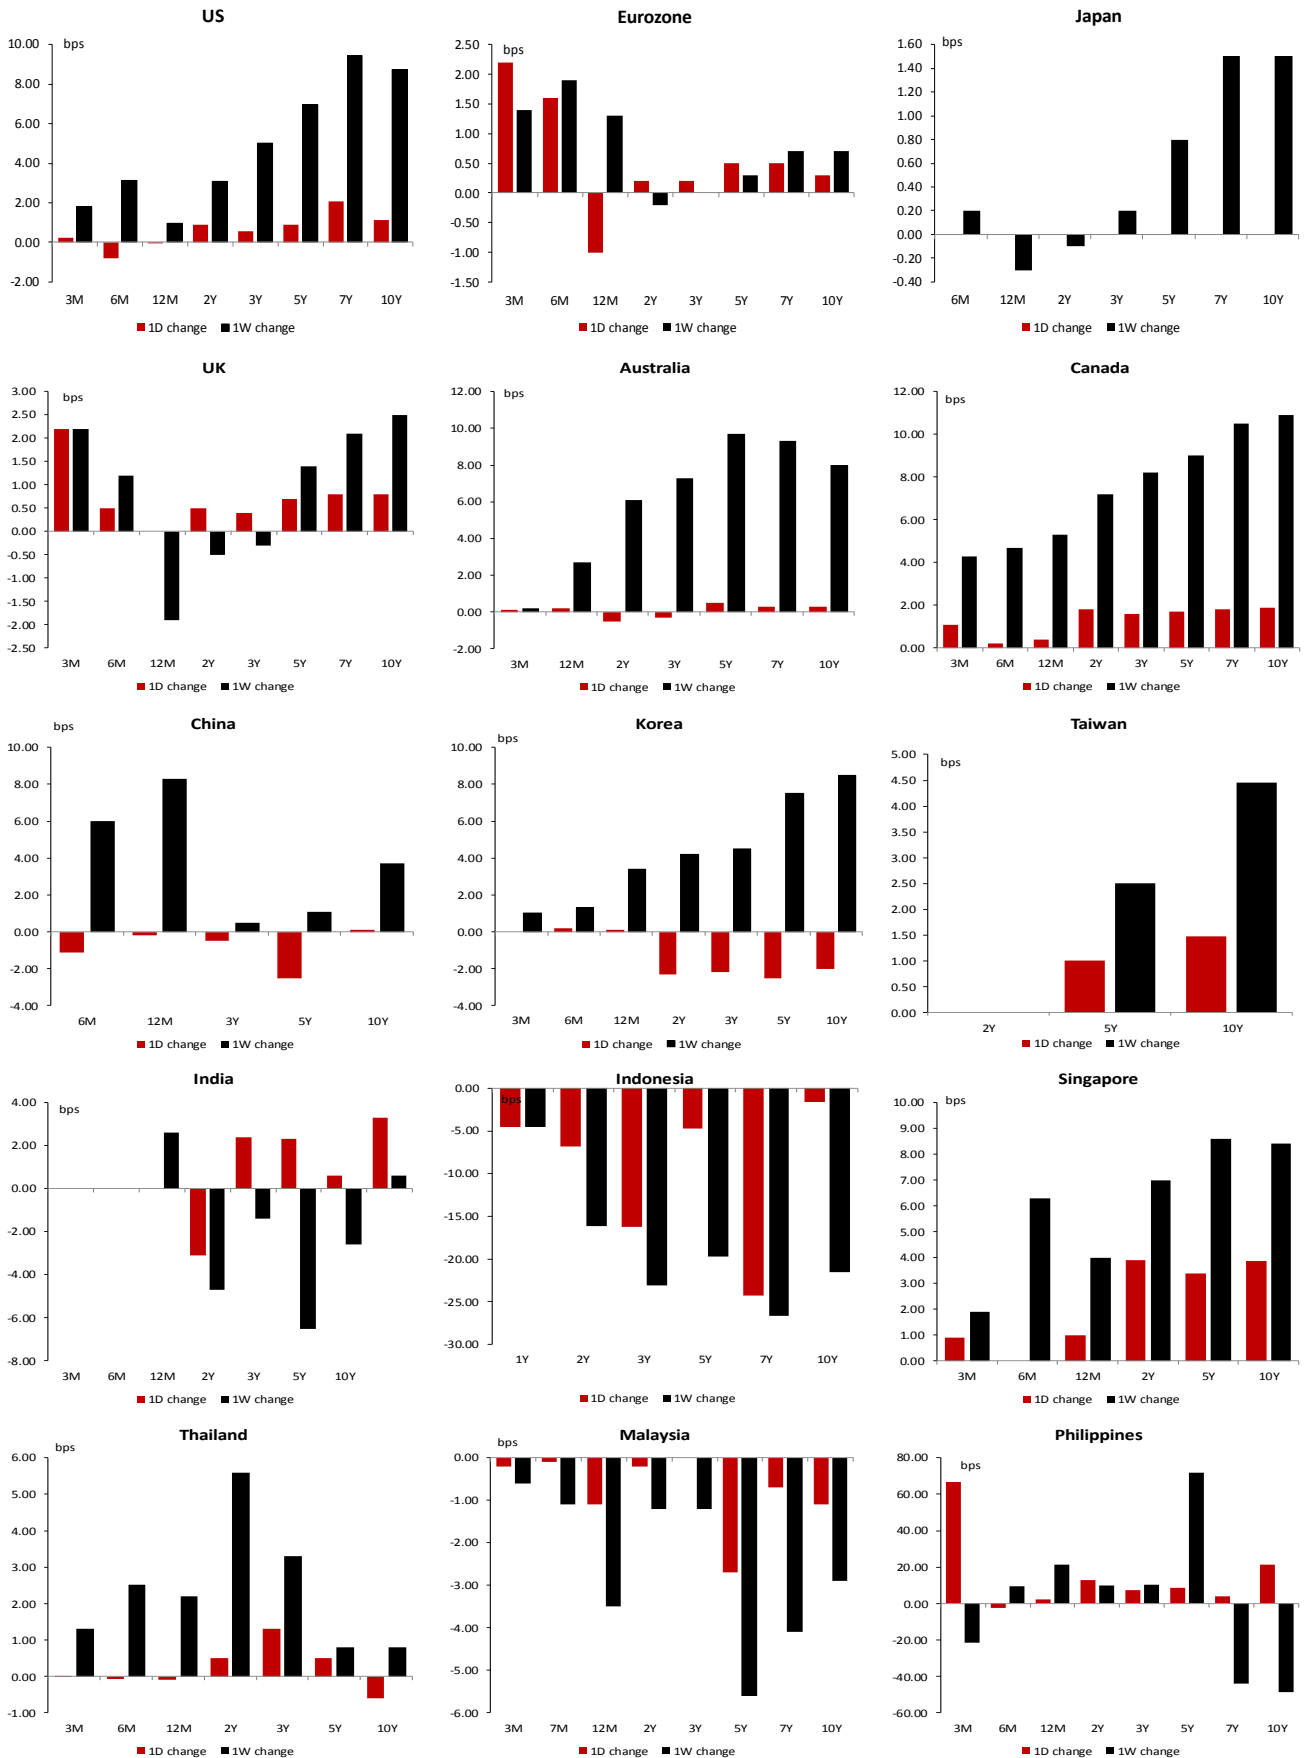 US
bps
10.00
8.00
6.00
4.00
2.00
0.00
-2.00
3M 6M 12M 2Y 3Y 5Y 7Y 10Y
1D change 1W change
Eurozone
bps
2.50
2.00
1.50
1.00
0.50
0.00
-0.50
-1.00
-1.50
3M 6M 12M 2Y 3Y 5Y 7Y 10Y
1D change 1W change
Japan
bps
1.60
1.40
1.20
1.00
0.80
0.60
0.40
0.20
0.00
-0.20
-0.40
6M 12M 2Y 3Y 5Y 7Y 10Y
1D change 1W change
UK
bps
3.00
2.50
2.00
1.50
1.00
0.50
0.00
-0.50
-1.00
-1.50
-2.00
-2.50
3M 6M 12M 2Y 3Y 5Y 7Y 10Y
1D change 1W change
Australia
bps
12.00
10.00
8.00
6.00
4.00
2.00
0.00
-2.00
3M 12M 2Y 3Y 5Y 7Y 10Y
1D change 1W change
Canada
bps
12.00
10.00
8.00
6.00
4.00
2.00
0.00
3M 6M 12M 2Y 3Y 5Y 7Y 10Y
1D change 1W change
China
bps
10.00
8.00
6.00
4.00
2.00
0.00
-2.00
-4.00
6M 12M 3Y 5Y 10Y
1D change 1W change
Korea
bps
10.00
8.00
6.00
4.00
2.00
0.00
-2.00
-4.00
3M 6M 12M 2Y 3Y 5Y 10Y
1D change 1W change
Taiwan
bps
5.00
4.50
4.00
3.50
3.00
2.50
2.00
1.50
1.00
0.50
0.00
2Y 5Y 10Y
1D change 1W change
India
bps
4.00
2.00
0.00
-2.00
-4.00
-6.00
-8.00
3M 6M 12M 2Y 3Y 5Y 10Y
1D change 1W change
Indonesia
bps
0.00
-5.00
-10.00
-15.00
-20.00
-25.00
-30.00
1Y 2Y 3Y 5Y 7Y 10Y
1D change 1W change
Singapore
bps
10.00
9.00
8.00
7.00
6.00
5.00
4.00
3.00
2.00
1.00
0.00
3M 6M 12M 2Y 5Y 10Y
1D change 1W change
Thailand
bps
6.00
5.00
4.00
3.00
2.00
1.00
0.00
-1.00
3M 6M 12M 2Y 3Y 5Y 10Y
1D change 1W change
Malaysia
bps
0.00
-1.00
-2.00
-3.00
-4.00
-5.00
-6.00
3M 7M 12M 2Y 3Y 5Y 7Y 10Y
1D change 1W change
Philippines
bps
80.00
60.00
40.00
20.00
0.00
-20.00
-40.00
-60.00
3M 6M 12M 2Y 3Y 5Y 7Y 10Y
1D change 1W change